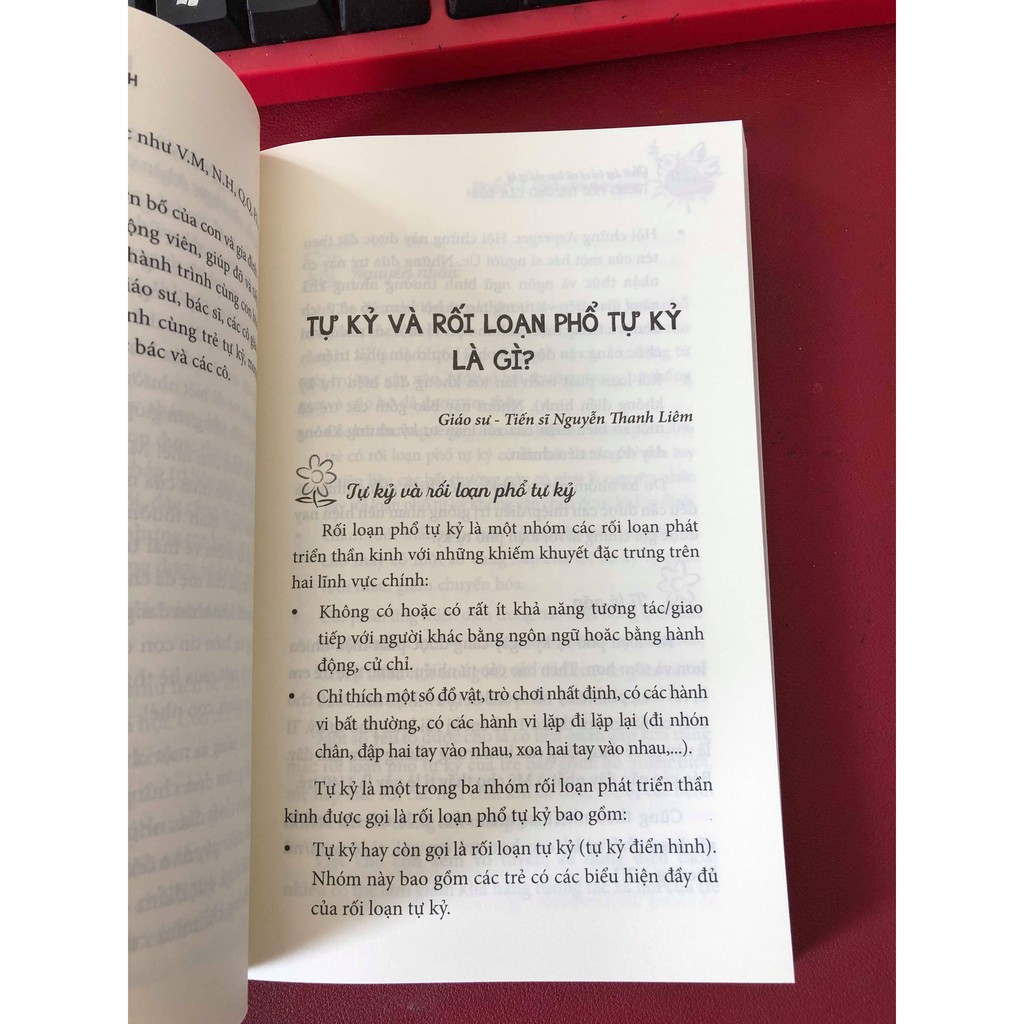 H
như V.M, N.H, Q.Q,
bố của con và gia
ộng viên, giúp đỡ và
hành trình cùng con
iáo sư, bác sĩ, các cô
nh cùng trẻ tự kỷ,
bác và các cô.
TỰ KỶ VÀ RỐI LOẠN PHỔ TỰ KỶ
LÀ GÌ?
Giáo sư - Tiến sĩ Nguyễn Thanh Liêm
Tự kỷ và rối loạn phổ tự kỷ
Rối loạn phổ tự kỷ là một nhóm các rối loạn phát
triển thần kinh với những khiếm khuyết đặc trưng trên
hai lĩnh vực chính:
• Không có hoặc có rất ít khả năng tương tác/giao
tiếp với người khác bằng ngôn ngữ hoặc bằng hành
động, cử chỉ.
• Chỉ thích một số đồ vật, trò chơi nhất định, có các hành
vi bất thường, có các hành vi lặp đi lặp lại (đi nhón
chân, đập hai tay vào nhau, xoa hai tay vào nhau,...).
Tự kỷ là một trong ba nhóm rối loạn phát triển thần
kinh được gọi là rối loạn phổ tự kỷ bao gồm:
• Tự kỷ hay còn gọi là rối loạn tự kỷ (tự kỷ điển hình).
Nhóm này bao gồm các trẻ có các biểu hiện đầy đủ
của rối loạn tự kỷ.